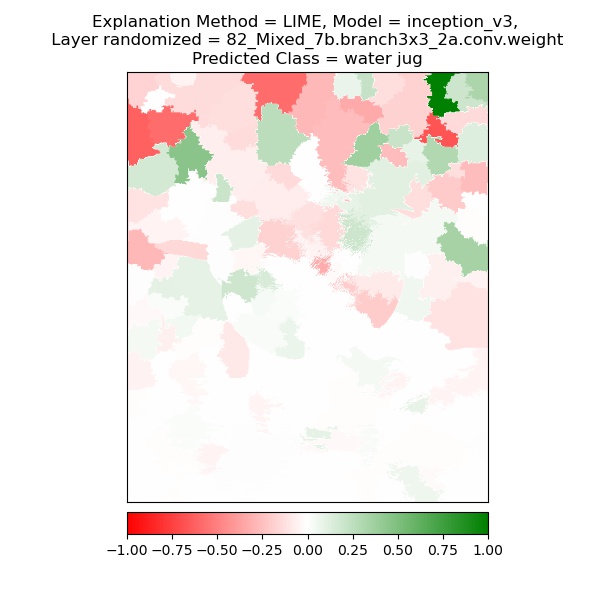 Explanation Method = LIME, Model = inception_v3,
Layer randomized = 82_Mixed_7b.branch3x3_2a.conv.weight
Predicted Class = water jug
−1.00 −0.75 −0.50 −0.25 0.00 0.25 0.50 0.75 1.00